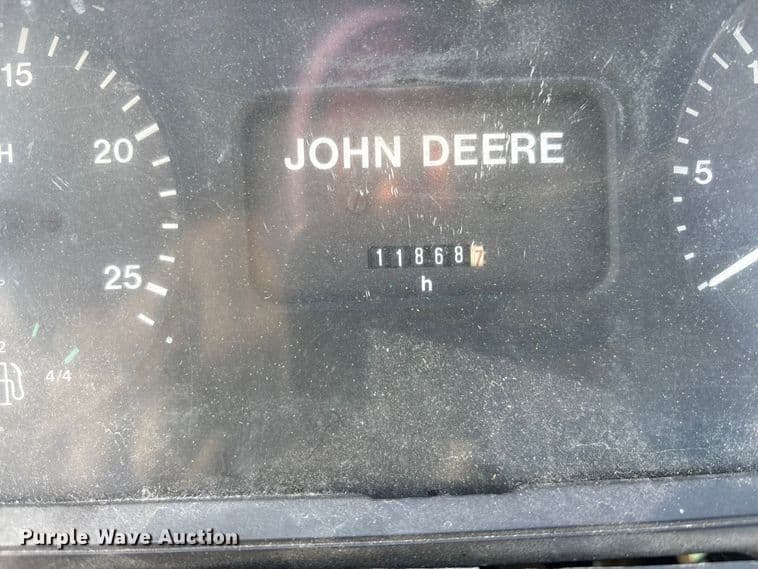 15
20
H
25
JOHN DEERE
118687
h
5
4/4
Purple Wave Auction